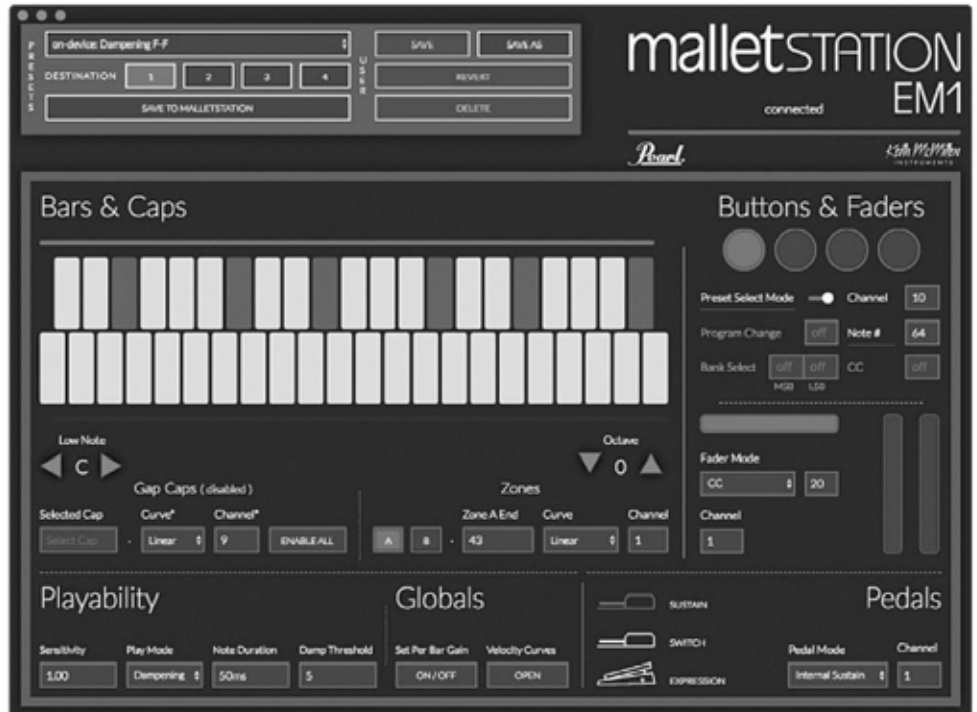 PRESETS
on-device: Dampening F-F
DESTINATION 1 2 3 4
SAVE TO MALLETSTATION
USER
SAVE SAVE AS
REVERT
DELETE
malletSTATION
EM1
connected
Pearl
Keith McMillen
INSTRUMENTS
Bars & Caps
Low Note
C
Octave
0
Gap Caps ( disabled )
Selected Cap Curve* Channel*
Select Cap Linear 9 ENABLE ALL
Zones
Zone A End Curve Channel
A B 43 Linear 1
Buttons & Faders
Preset Select Mode Channel 10
Program Change off Note # 64
Bank Select off off CC off
MSB LSB
Fader Mode
CC 20
Channel
1
Playability
Sensitivity Play Mode Note Duration Damp Threshold
1.00 Dampening 50ms 5
Globals
Set Per Bar Gain Velocity Curves
ON / OFF OPEN
Pedals
SUSTAIN
SWITCH
EXPRESSION
Pedal Mode Channel
Internal Sustain 1